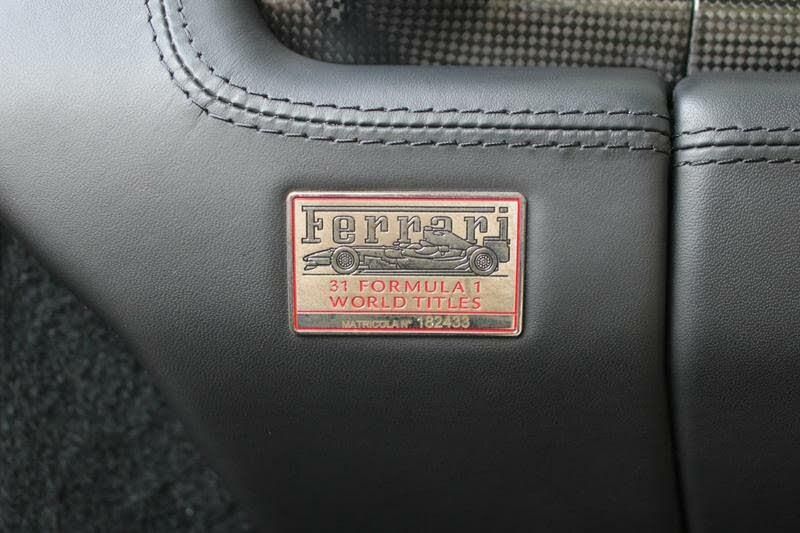 Ferrari
31 FORMULA 1
WORLD TITLES
MATRICOLA N° 182433